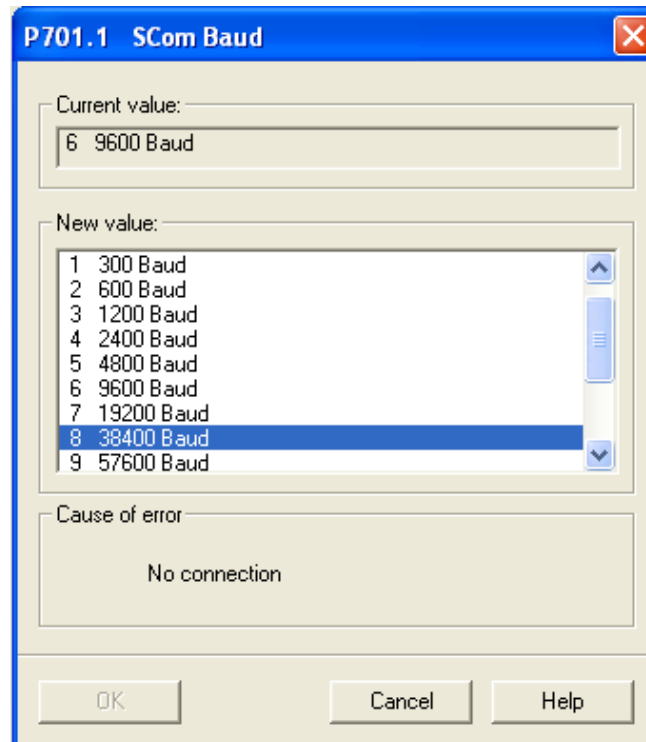 P701.1 SCom Baud
Current value:
6 9600 Baud
New value:
1 300 Baud
2 600 Baud
3 1200 Baud
4 2400 Baud
5 4800 Baud
6 9600 Baud
7 19200 Baud
8 38400 Baud
9 57600 Baud
Cause of error
No connection
OK Cancel Help